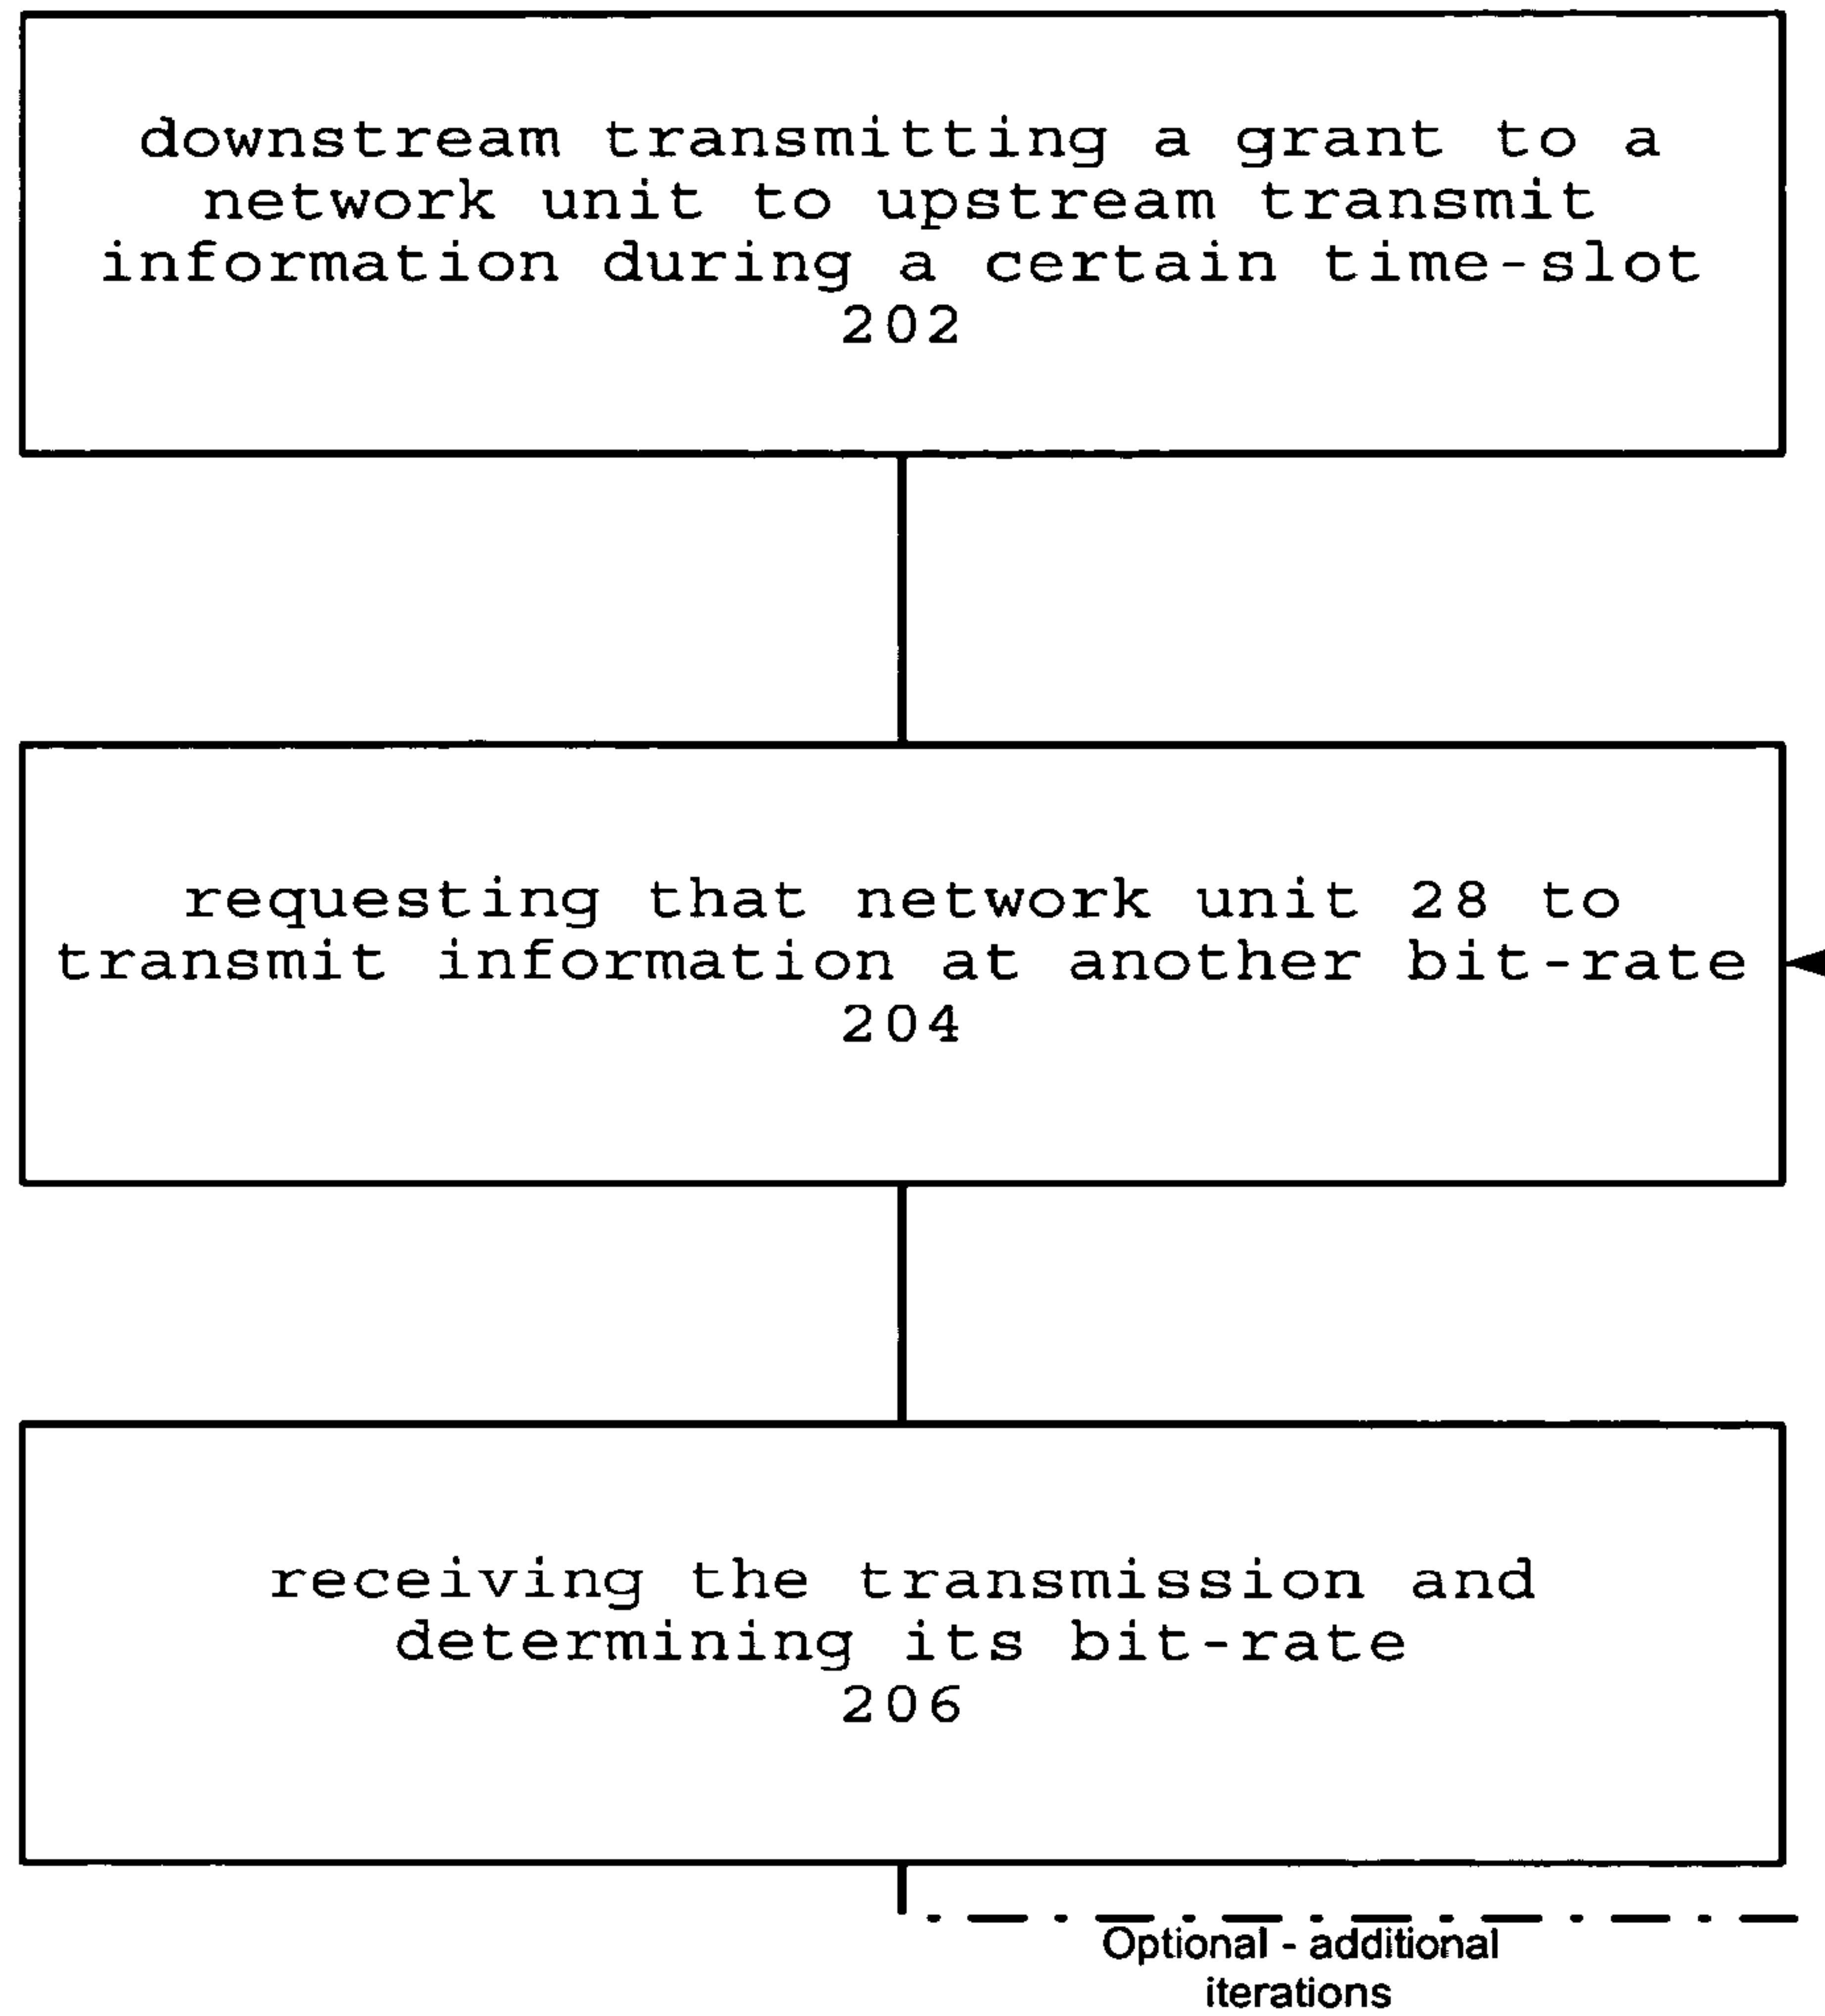 downstream transmitting a grant to a
network unit to upstream transmit
information during a certain time-slot
202
requesting that network unit 28 to
transmit information at another bit-rate
204
receiving the transmission and
determining its bit-rate
206
Optional - additional
iterations